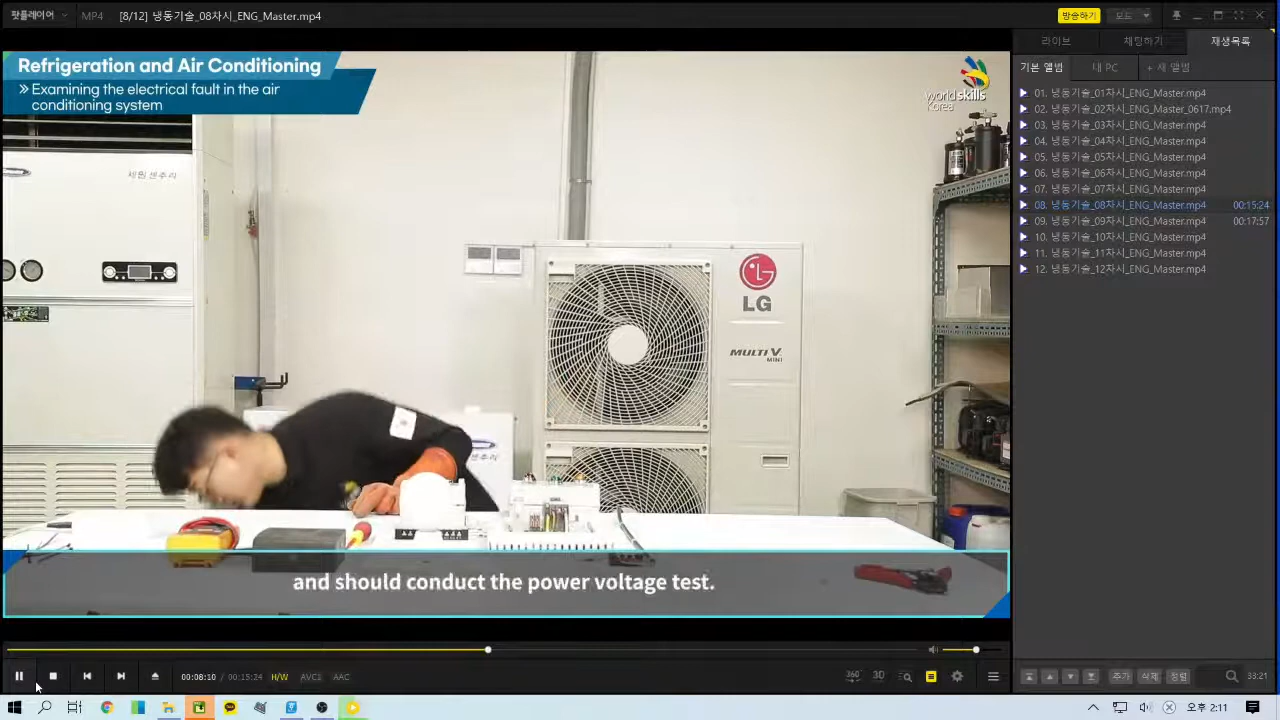 팟플레이어
MP4
[8/12] 냉동기술_08차시_ENG_Master.mp4
방송하기
모드
Refrigeration and Air Conditioning
» Examining the electrical fault in the air
conditioning system
worldskills
Korea
LG
MULTI V
MINI
and should conduct the power voltage test.
00:08:10 / 00:15:24
H/W
AVC1
AAC
360°
3D
라이브
채팅하기
재생목록
기본 앨범
내 PC
+ 새 앨범
01. 냉동기술_01차시_ENG_Master.mp4
02. 냉동기술_02차시_ENG_Master_0617.mp4
03. 냉동기술_03차시_ENG_Master.mp4
04. 냉동기술_04차시_ENG_Master.mp4
05. 냉동기술_05차시_ENG_Master.mp4
06. 냉동기술_06차시_ENG_Master.mp4
07. 냉동기술_07차시_ENG_Master.mp4
08. 냉동기술_08차시_ENG_Master.mp4 00:15:24
09. 냉동기술_09차시_ENG_Master.mp4 00:17:57
10. 냉동기술_10차시_ENG_Master.mp4
11. 냉동기술_11차시_ENG_Master.mp4
12. 냉동기술_12차시_ENG_Master.mp4
추가
삭제
정렬
33:21
오후 2:11